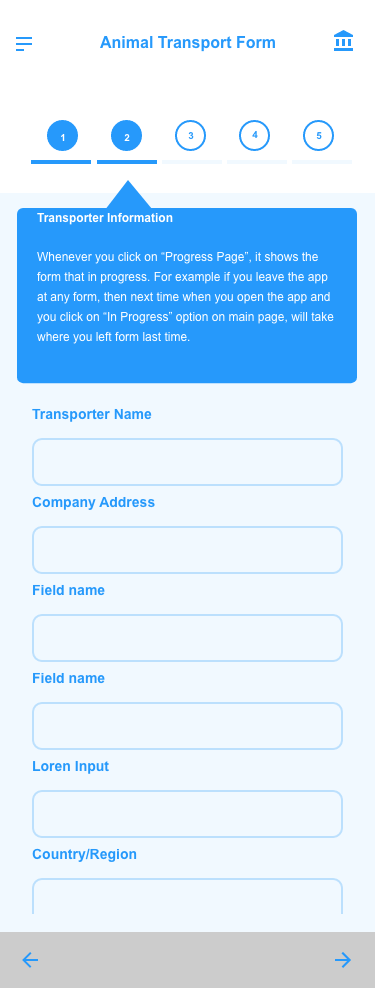 Animal Transport Form
1 2 3 4 5
Transporter Information
Whenever you click on “Progress Page”, it shows the
form that in progress. For example if you leave the app
at any form, then next time when you open the app and
you click on “In Progress” option on main page, will take
where you left form last time.
Transporter Name
Company Address
Field name
Field name
Loren Input
Country/Region